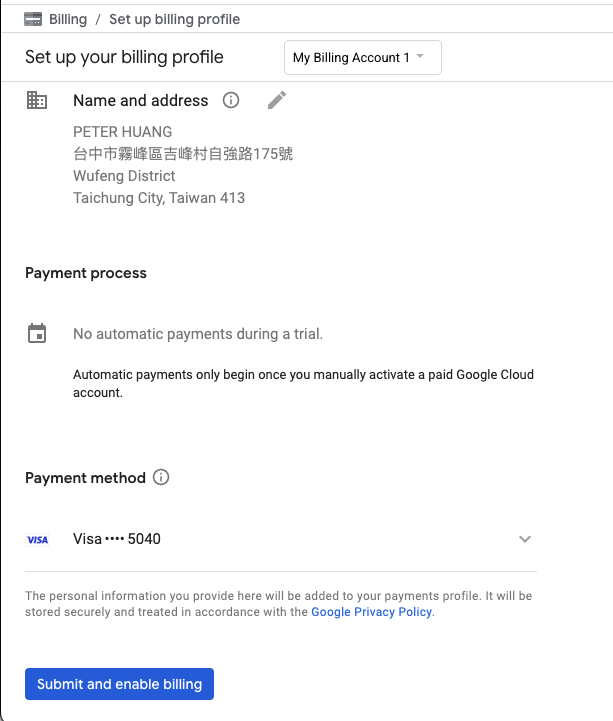 Billing / Set up billing profile
Set up your billing profile
My Billing Account 1
Name and address
PETER HUANG
台中市霧峰區吉峰村自強路175號
Wufeng District
Taichung City, Taiwan 413
Payment process
No automatic payments during a trial.
Automatic payments only begin once you manually activate a paid Google Cloud
account.
Payment method
VISA Visa •••• 5040
The personal information you provide here will be added to your payments profile. It will be
stored securely and treated in accordance with the Google Privacy Policy.
Submit and enable billing